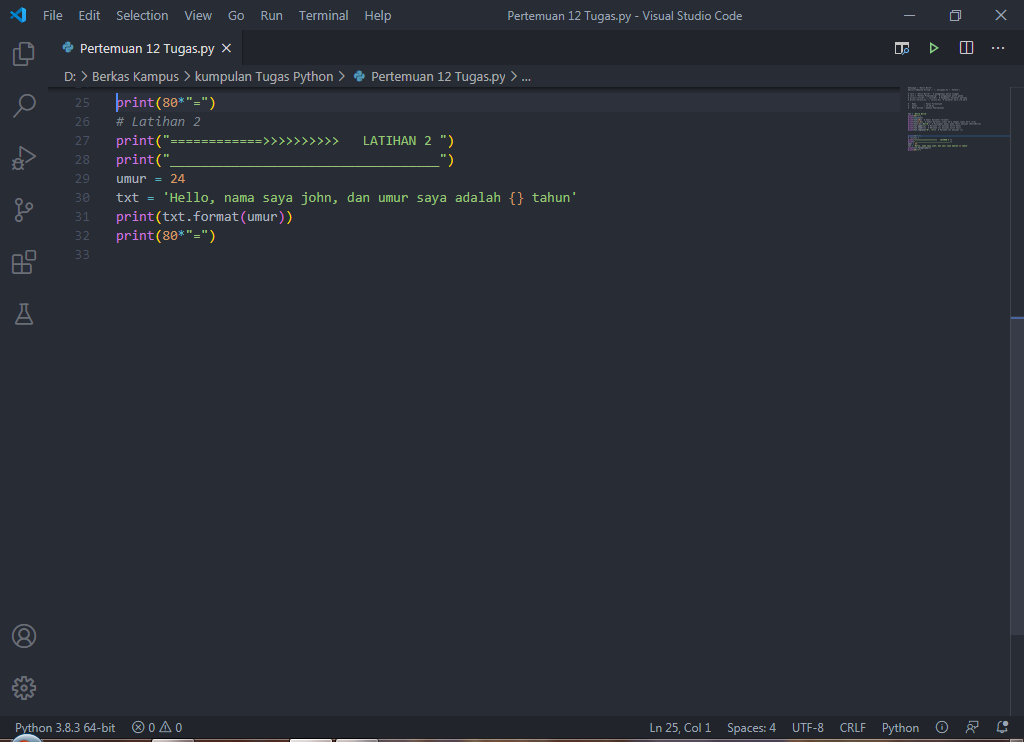 File Edit Selection View Go Run Terminal Help Pertemuan 12 Tugas.py - Visual Studio Code
Pertemuan 12 Tugas.py
D: > Berkas Kampus > kumpulan Tugas Python > Pertemuan 12 Tugas.py > ...
25 print(80*"=")
26 # Latihan 2
27 print("============>>>>>>>>>>   LATIHAN 2 ")
28 print("___________________________________")
29 umur = 24
30 txt = 'Hello, nama saya john, dan umur saya adalah {} tahun'
31 print(txt.format(umur))
32 print(80*"=")
33
Python 3.8.3 64-bit 0 0 Ln 25, Col 1 Spaces: 4 UTF-8 CRLF Python